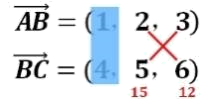 AB = (1, 2, 3)
BC = (4, 5, 6)
15 12